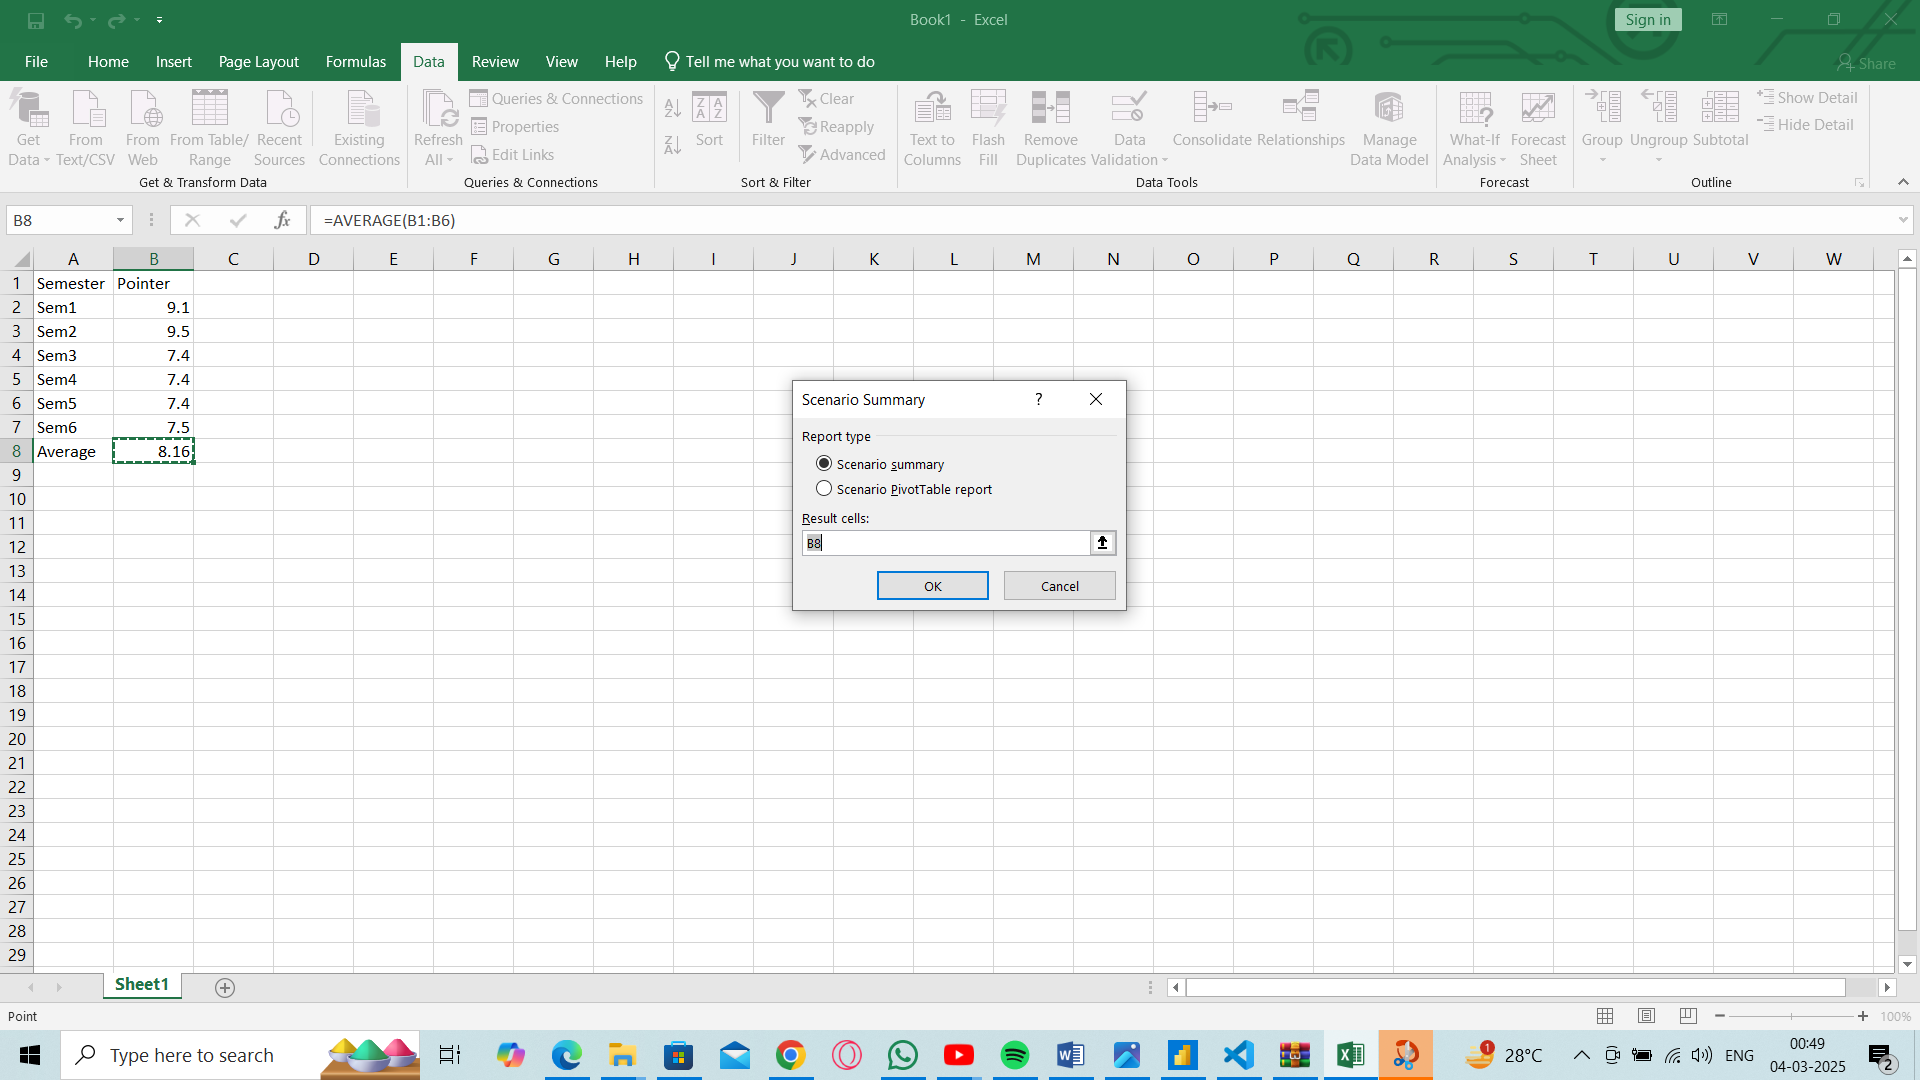 Book1 - Excel
Sign in
File Home Insert Page Layout Formulas Data Review View Help Tell me what you want to do
Share
Get Data
From Text/CSV
From Web
From Table/ Range
Recent Sources
Existing Connections
Get & Transform Data
Refresh All
Queries & Connections
Properties
Edit Links
Queries & Connections
Sort
Filter
Clear
Reapply
Advanced
Sort & Filter
Text to Columns
Flash Fill
Remove Duplicates
Data Validation
Consolidate
Relationships
Manage Data Model
Data Tools
What-If Analysis
Forecast Sheet
Forecast
Group
Ungroup
Subtotal
Show Detail
Hide Detail
Outline
B8 fx =AVERAGE(B1:B6)
A B C D E F G H I J K L M N O P Q R S T U V W
1 Semester Pointer
2 Sem1 9.1
3 Sem2 9.5
4 Sem3 7.4
5 Sem4 7.4
6 Sem5 7.4
7 Sem6 7.5
8 Average 8.16
9
10
11
12
13
14
15
16
17
18
19
20
21
22
23
24
25
26
27
28
29
Scenario Summary ?
Report type
Scenario summary
Scenario PivotTable report
Result cells:
B8
OK Cancel
Sheet1
Point
100%
Type here to search
1 28°C ENG
00:49
04-03-2025
2